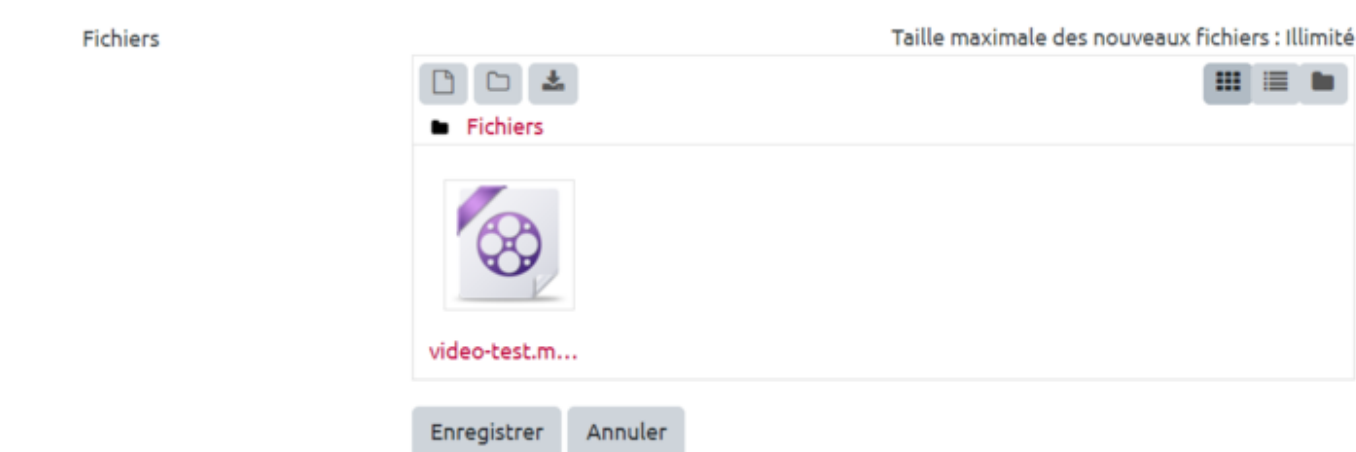 Fichiers
Taille maximale des nouveaux fichiers : Illimité
Fichiers
video-test.m...
Enregistrer
Annuler